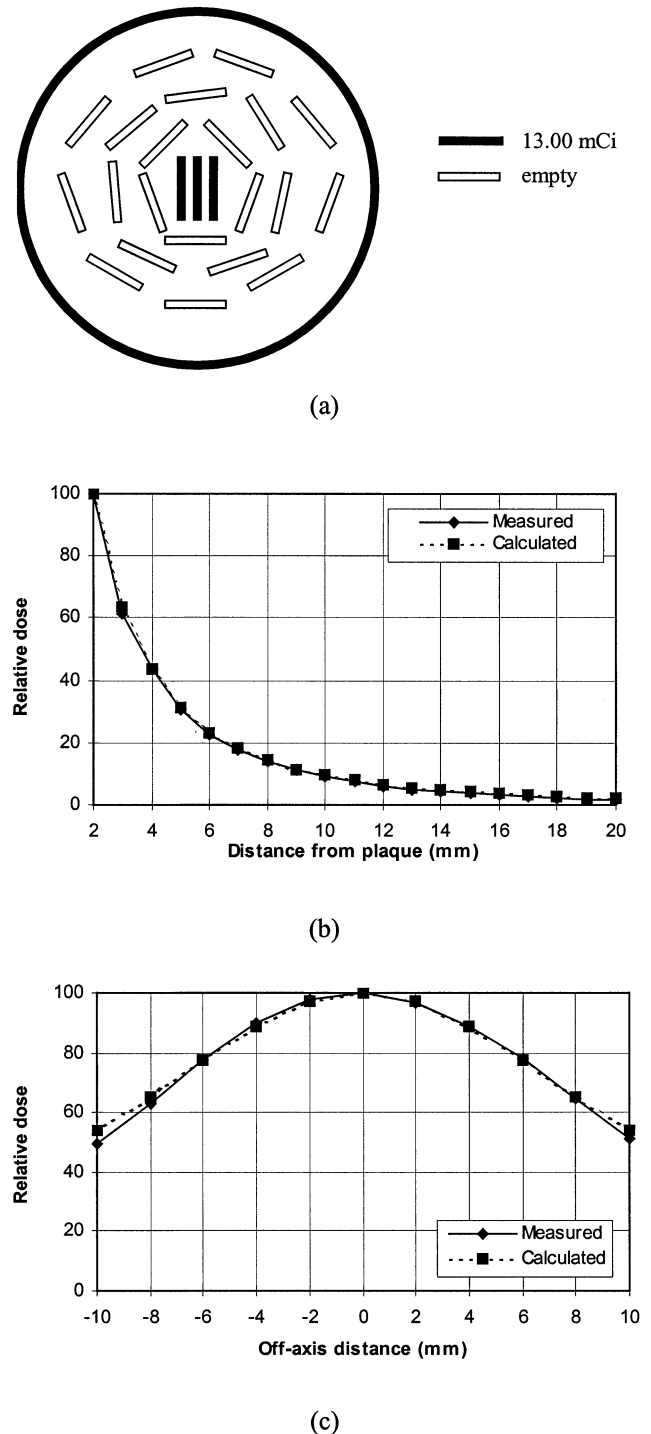 13.00 mCi
empty
(a)
100
80
60
40
20
0
Relative dose
Measured
Calculated
2 4 6 8 10 12 14 16 18 20
Distance from plaque (mm)
(b)
100
80
60
40
20
0
Relative dose
Measured
Calculated
-10 -8 -6 -4 -2 0 2 4 6 8 10
Off-axis distance (mm)
(c)